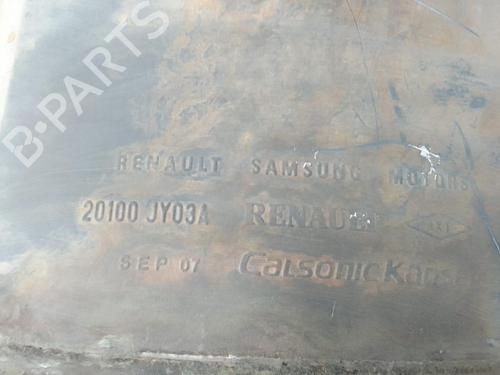 B-PARTS
RENAULT SAMSUNG MOTORS
20100 JY03A RENAULT
SEP 07 CalsonicKansei